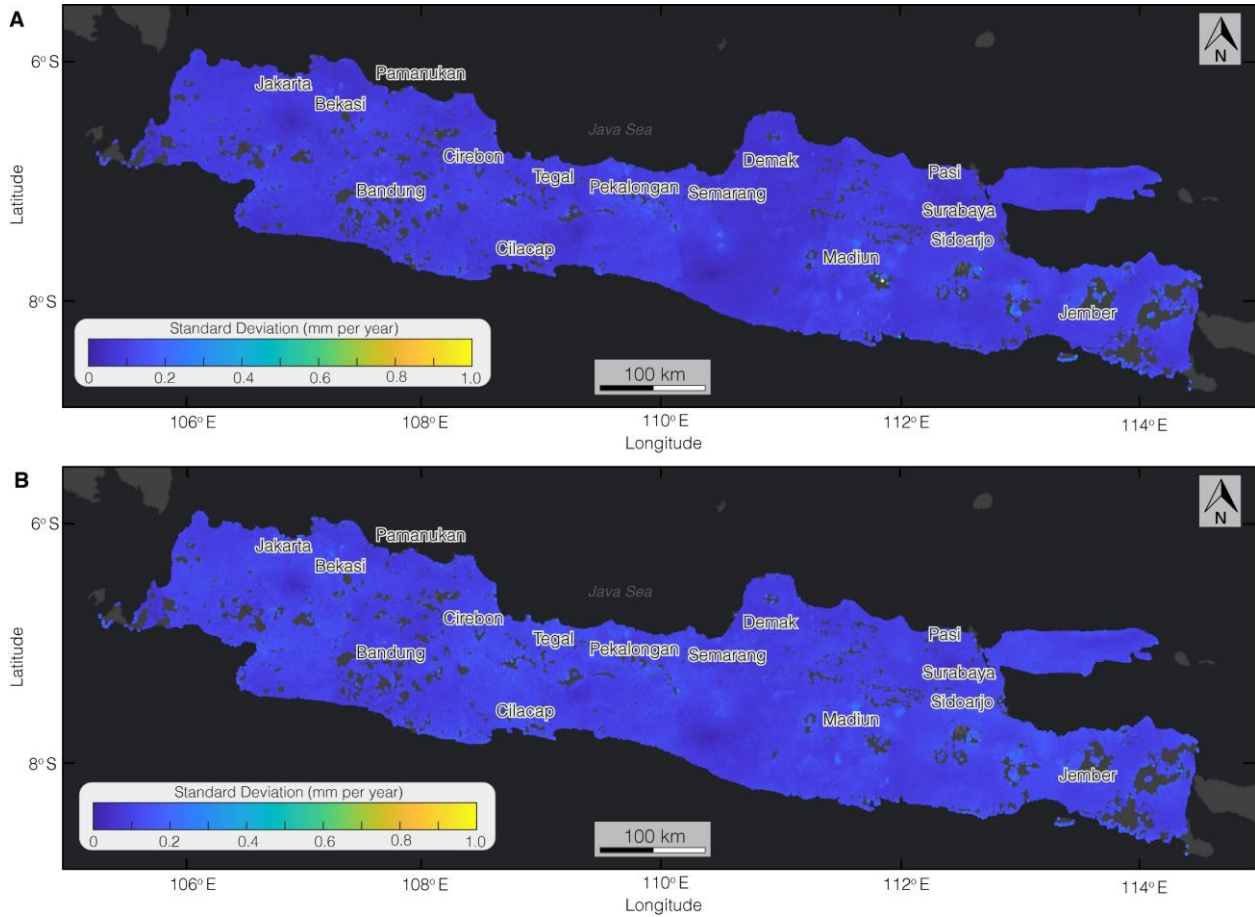 A
N
6° S
Jakarta
Pamanukan
Bekasi
Java Sea
Cirebon
Demak
Tegal
Pasi
Bandung
Pekalongan
Semarang
Surabaya
Sidoarjo
Cilacap
Madiun
Latitude
8° S
Jember
Standard Deviation (mm per year)
0 0.2 0.4 0.6 0.8 1.0
100 km
106° E 108° E 110° E 112° E 114° E
Longitude
B
N
6° S
Jakarta
Pamanukan
Bekasi
Java Sea
Cirebon
Demak
Tegal
Pasi
Bandung
Pekalongan
Semarang
Surabaya
Sidoarjo
Cilacap
Madiun
Latitude
8° S
Jember
Standard Deviation (mm per year)
0 0.2 0.4 0.6 0.8 1.0
100 km
106° E 108° E 110° E 112° E 114° E
Longitude